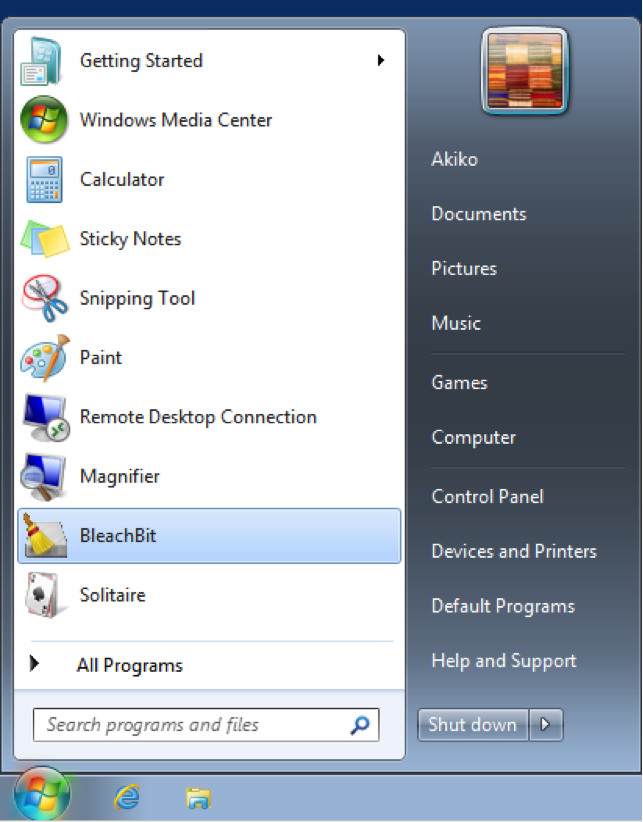 Getting Started
Windows Media Center
Calculator
Sticky Notes
Snipping Tool
Paint
Remote Desktop Connection
Magnifier
BleachBit
Solitaire
All Programs
Search programs and files
Akiko
Documents
Pictures
Music
Games
Computer
Control Panel
Devices and Printers
Default Programs
Help and Support
Shut down